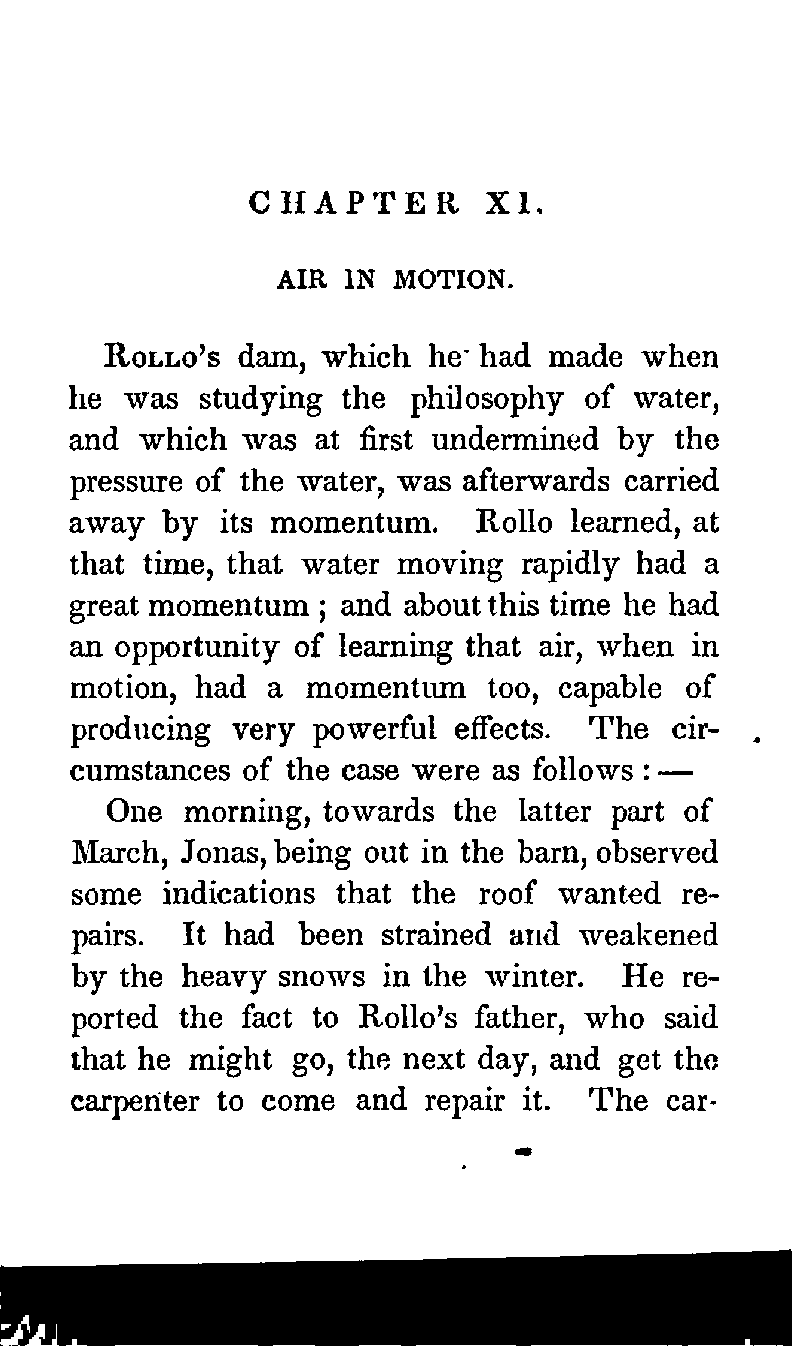 CHAPTER XI.
AIR IN MOTION.
ROLLO'S dam, which he had made when
he was studying the philosophy of water,
and which was at first undermined by the
pressure of the water, was afterwards carried
away by its momentum. Rollo learned, at
that time, that water moving rapidly had a
great momentum ; and about this time he had
an opportunity of learning that air, when in
motion, had a momentum too, capable of
producing very powerful effects. The cir-
cumstances of the case were as follows : —
One morning, towards the latter part of
March, Jonas, being out in the barn, observed
some indications that the roof wanted re-
pairs. It had been strained and weakened
by the heavy snows in the winter. He re-
ported the fact to Rollo's father, who said
that he might go, the next day, and get the
carpenter to come and repair it. The car-